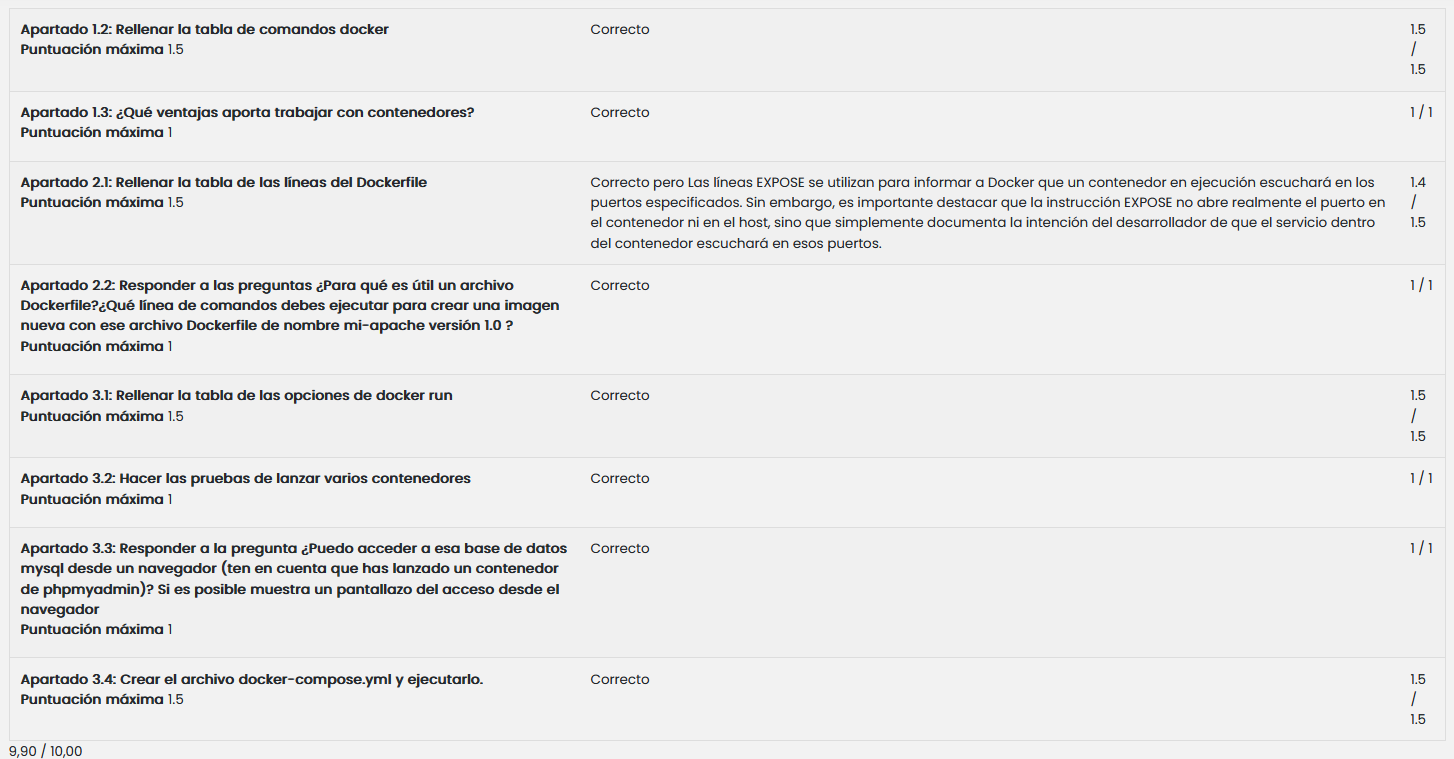 Apartado 1.2: Rellenar la tabla de comandos docker
Puntuación máxima 1.5
Correcto
1.5
/
1.5
Apartado 1.3: ¿Qué ventajas aporta trabajar con contenedores?
Puntuación máxima 1
Correcto
1 / 1
Apartado 2.1: Rellenar la tabla de las líneas del Dockerfile
Puntuación máxima 1.5
Correcto pero Las líneas EXPOSE se utilizan para informar a Docker que un contenedor en ejecución escuchará en los
puertos especificados. Sin embargo, es importante destacar que la instrucción EXPOSE no abre realmente el puerto en
el contenedor ni en el host, sino que simplemente documenta la intención del desarrollador de que el servicio dentro
del contenedor escuchará en esos puertos.
1.4
/
1.5
Apartado 2.2: Responder a las preguntas ¿Para qué es útil un archivo
Dockerfile?¿Qué línea de comandos debes ejecutar para crear una imagen
nueva con ese archivo Dockerfile de nombre mi-apache versión 1.0 ?
Puntuación máxima 1
Correcto
1 / 1
Apartado 3.1: Rellenar la tabla de las opciones de docker run
Puntuación máxima 1.5
Correcto
1.5
/
1.5
Apartado 3.2: Hacer las pruebas de lanzar varios contenedores
Puntuación máxima 1
Correcto
1 / 1
Apartado 3.3: Responder a la pregunta ¿Puedo acceder a esa base de datos
mysql desde un navegador (ten en cuenta que has lanzado un contenedor
de phpmyadmin)? Si es posible muestra un pantallazo del acceso desde el
navegador
Puntuación máxima 1
Correcto
1 / 1
Apartado 3.4: Crear el archivo docker-compose.yml y ejecutarlo.
Puntuación máxima 1.5
Correcto
1.5
/
1.5
9,90 / 10,00